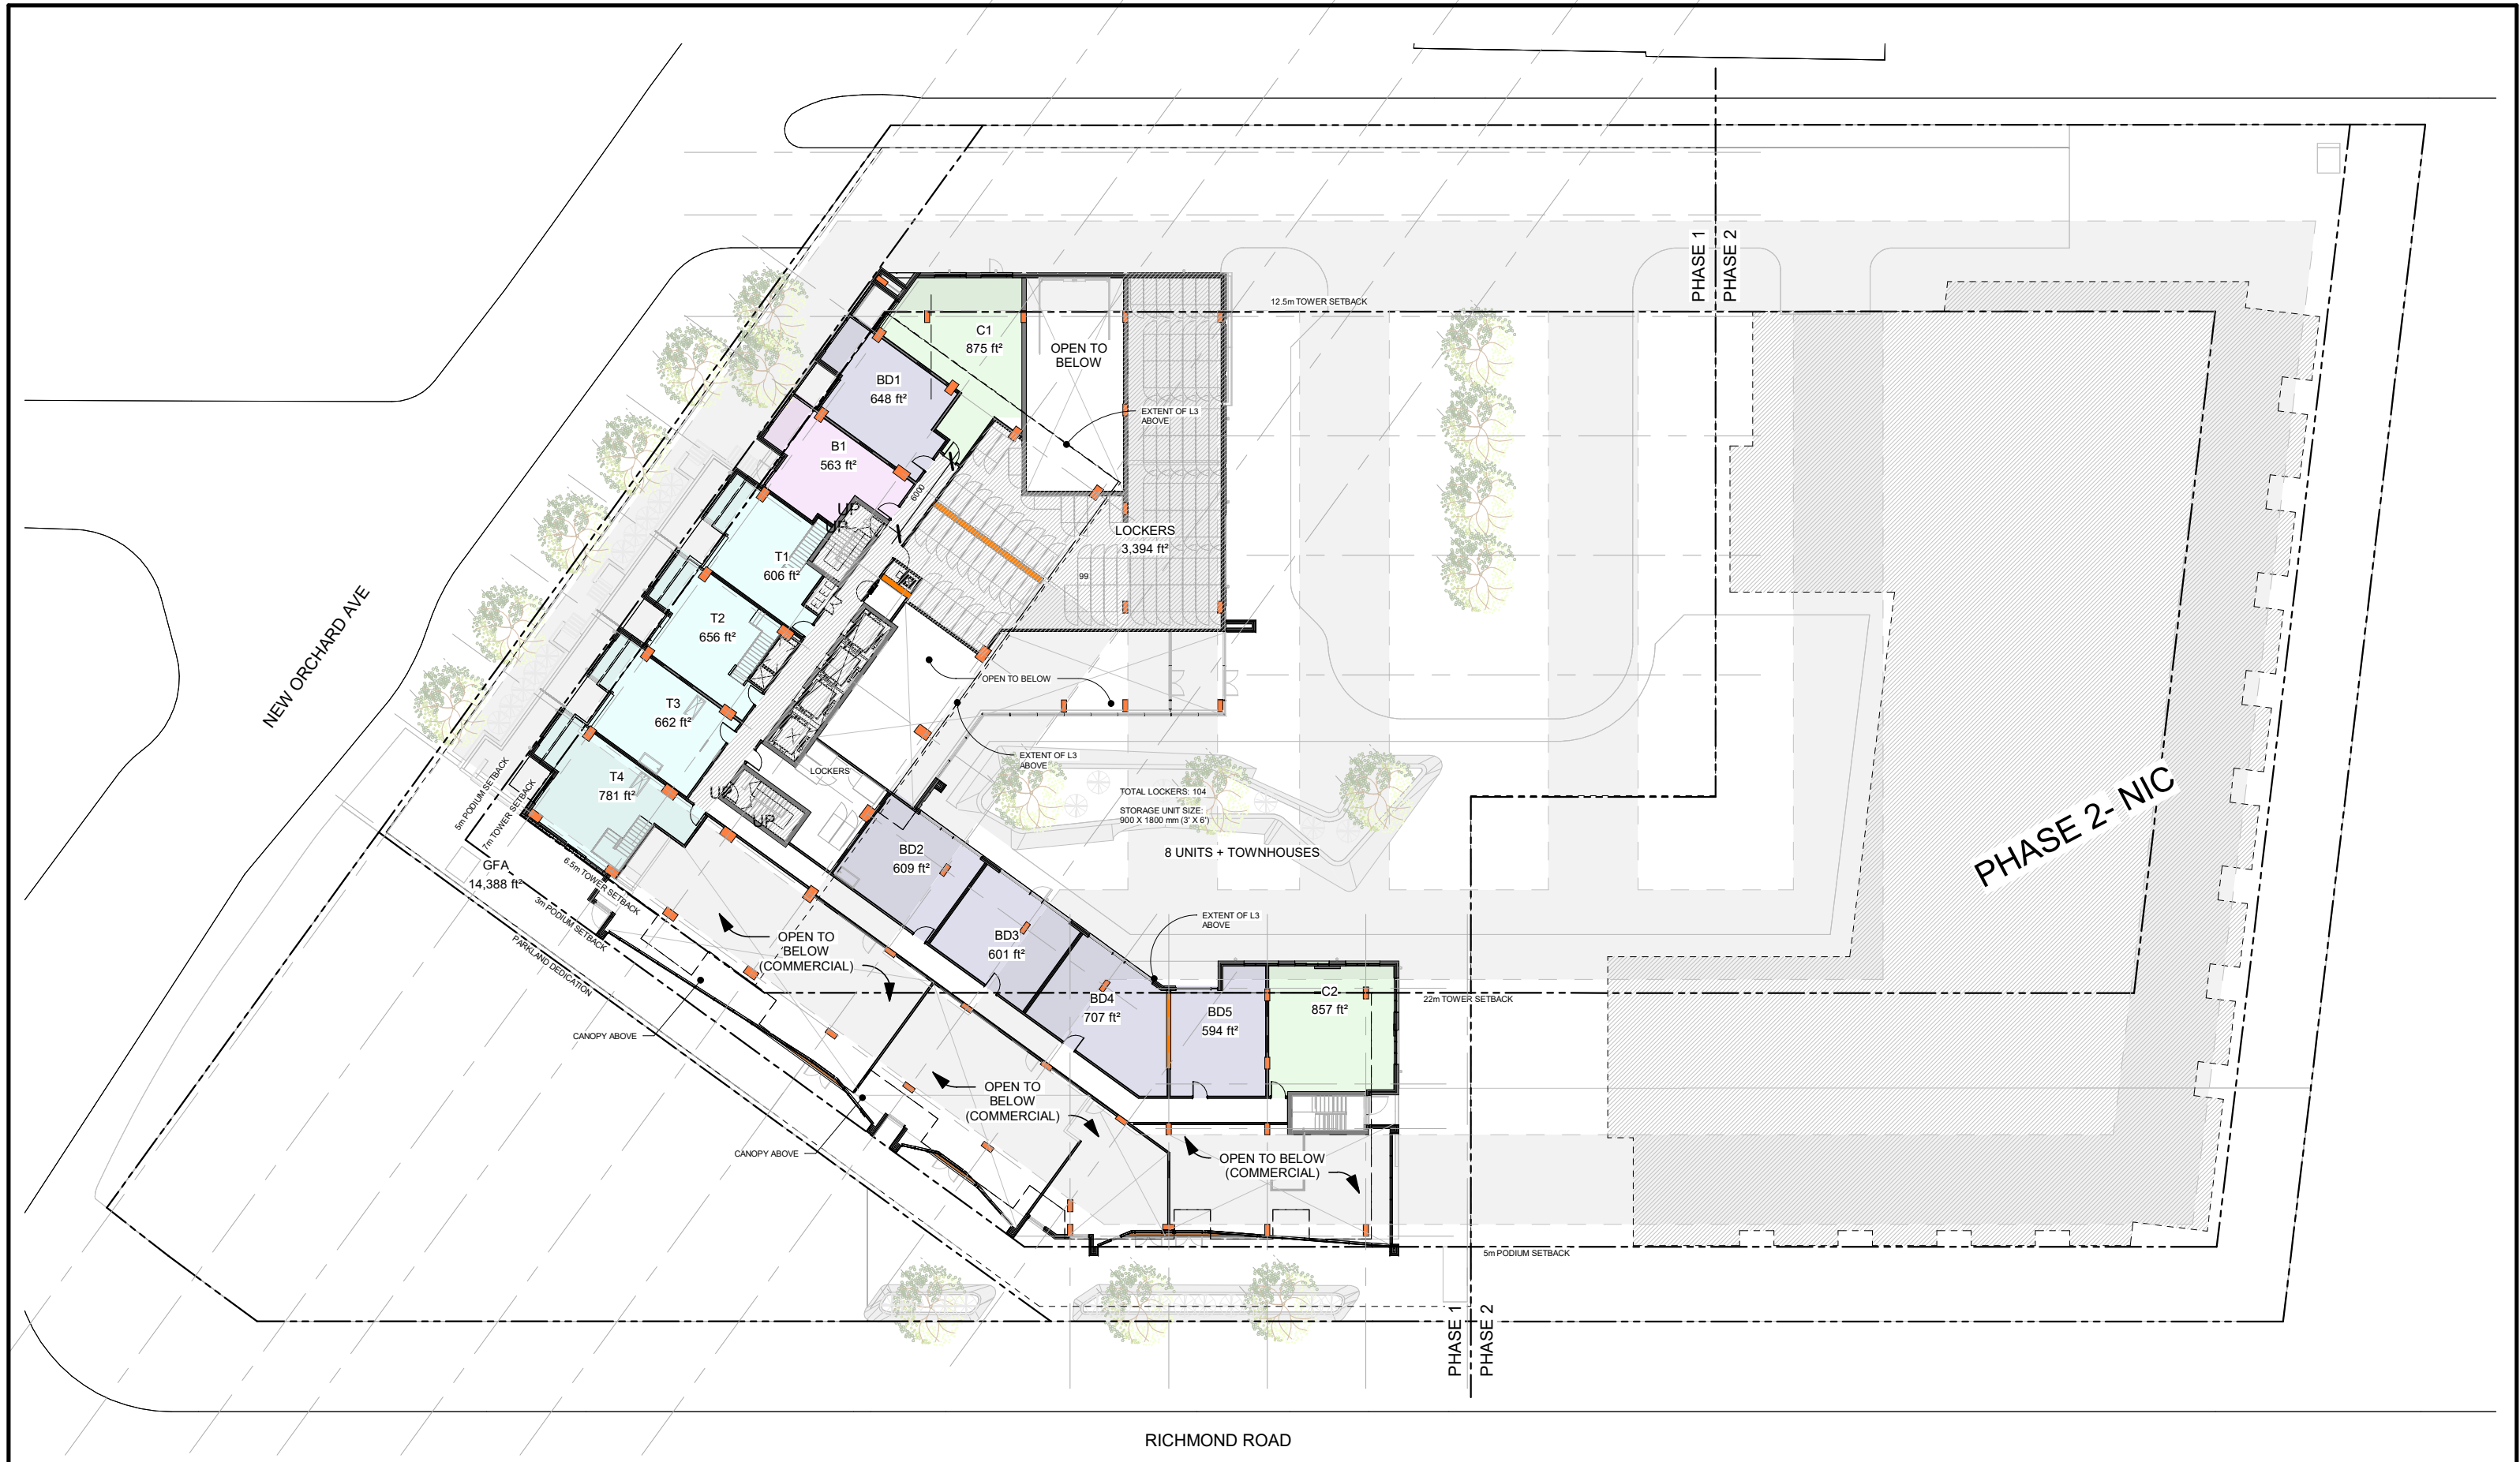 PHASE 1
PHASE 2
12.5m TOWER SETBACK
C1
875 ft²
OPEN TO
BELOW
BD1
648 ft²
EXTENT OF L3
ABOVE
B1
563 ft²
6000
UP
UP
LOCKERS
3,394 ft²
T1
606 ft²
99
ELEC
NEW ORCHARD AVE
T2
656 ft²
OPEN TO BELOW
T3
662 ft²
EXTENT OF L3
ABOVE
LOCKERS
T4
781 ft²
UP
UP
TOTAL LOCKERS: 104
STORAGE UNIT SIZE:
900 X 1800 mm (3' X 6')
5m PODIUM SETBACK
7m TOWER SETBACK
PHASE 2- NIC
BD2
609 ft²
8 UNITS + TOWNHOUSES
GFA
14,388 ft²
6.5m TOWER SETBACK
3m PODIUM SETBACK
PARKLAND DEDICATION
EXTENT OF L3
ABOVE
OPEN TO
BELOW
(COMMERCIAL)
BD3
601 ft²
C2
857 ft²
22m TOWER SETBACK
BD4
707 ft²
BD5
594 ft²
CANOPY ABOVE
OPEN TO
BELOW
(COMMERCIAL)
CANOPY ABOVE
OPEN TO BELOW
(COMMERCIAL)
5m PODIUM SETBACK
PHASE 1
PHASE 2
RICHMOND ROAD